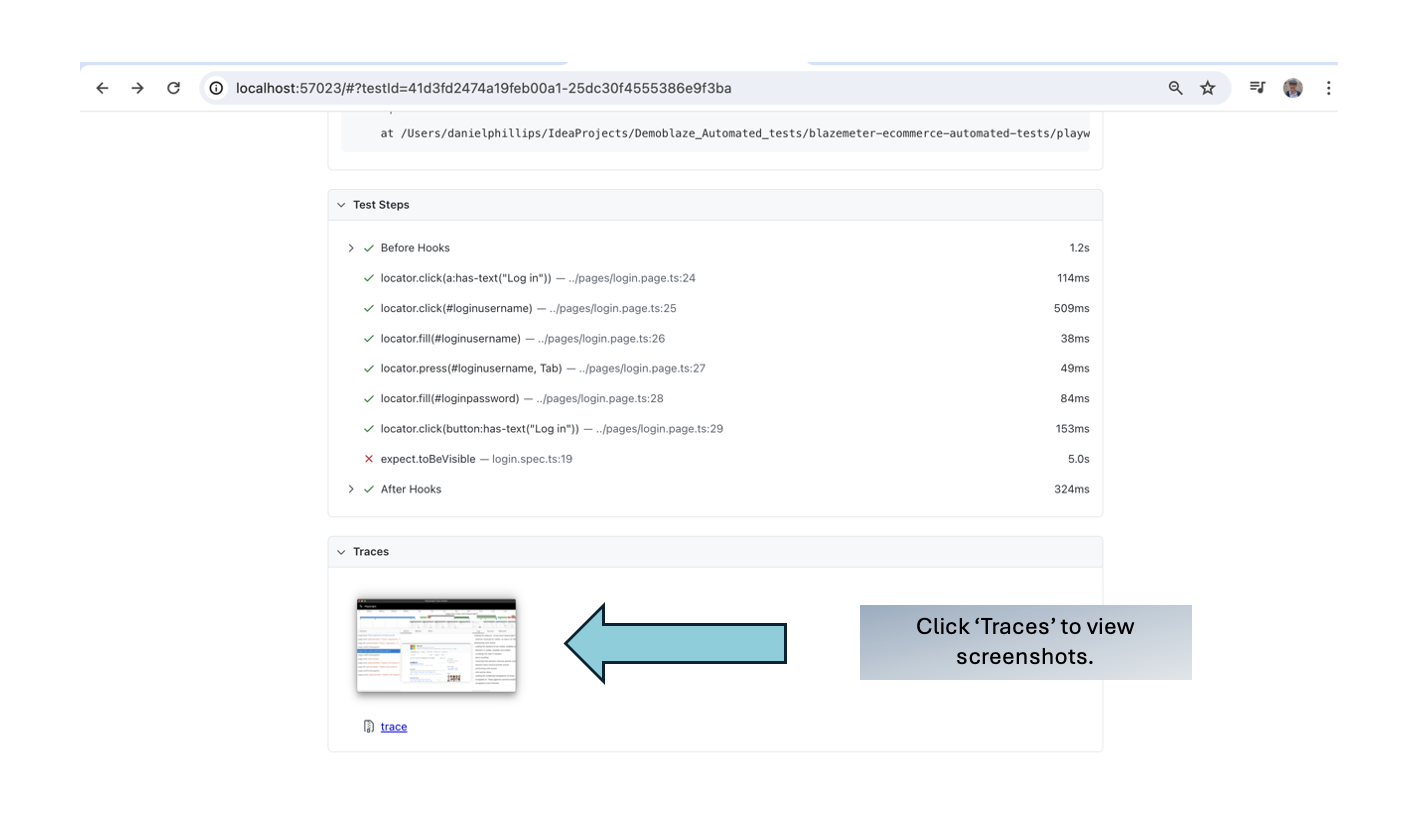 localhost:57023/#?testId=41d3fd2474a19feb00a1-25dc30f4555386e9f3ba
at /Users/danielphillips/IdeaProjects/Demoblaze_Automated_tests/blazemeter-ecommerce-automated-tests/playw
Test Steps
Before Hooks 1.2s
locator.click(a:has-text("Log in")) — ../pages/login.page.ts:24 114ms
locator.click(#loginusername) — ../pages/login.page.ts:25 509ms
locator.fill(#loginusername) — ../pages/login.page.ts:26 38ms
locator.press(#loginusername, Tab) — ../pages/login.page.ts:27 49ms
locator.fill(#loginpassword) — ../pages/login.page.ts:28 84ms
locator.click(button:has-text("Log in")) — ../pages/login.page.ts:29 153ms
expect.toBeVisible — login.spec.ts:19 5.0s
After Hooks 324ms
Traces
Click ‘Traces’ to view
screenshots.
trace